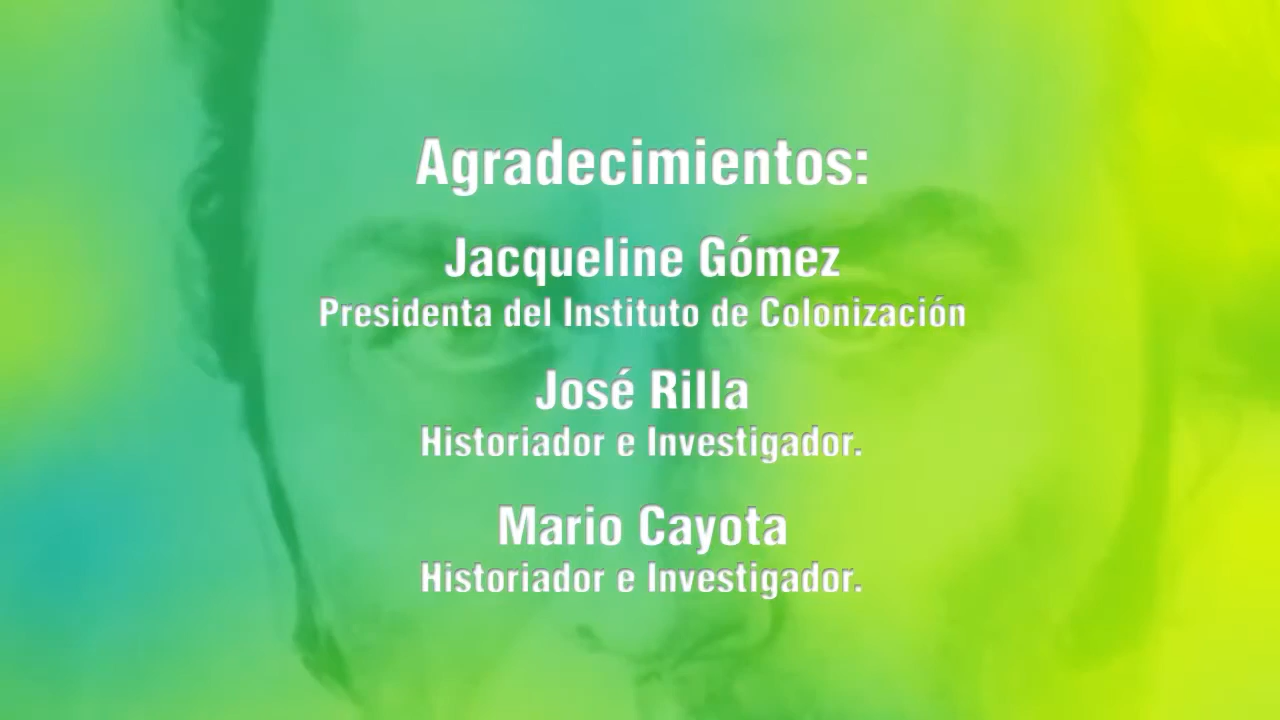 Agradecimientos:
Jacqueline Gómez
Presidenta del Instituto de Colonización
José Rilla
Historiador e Investigador.
Mario Cayota
Historiador e Investigador.